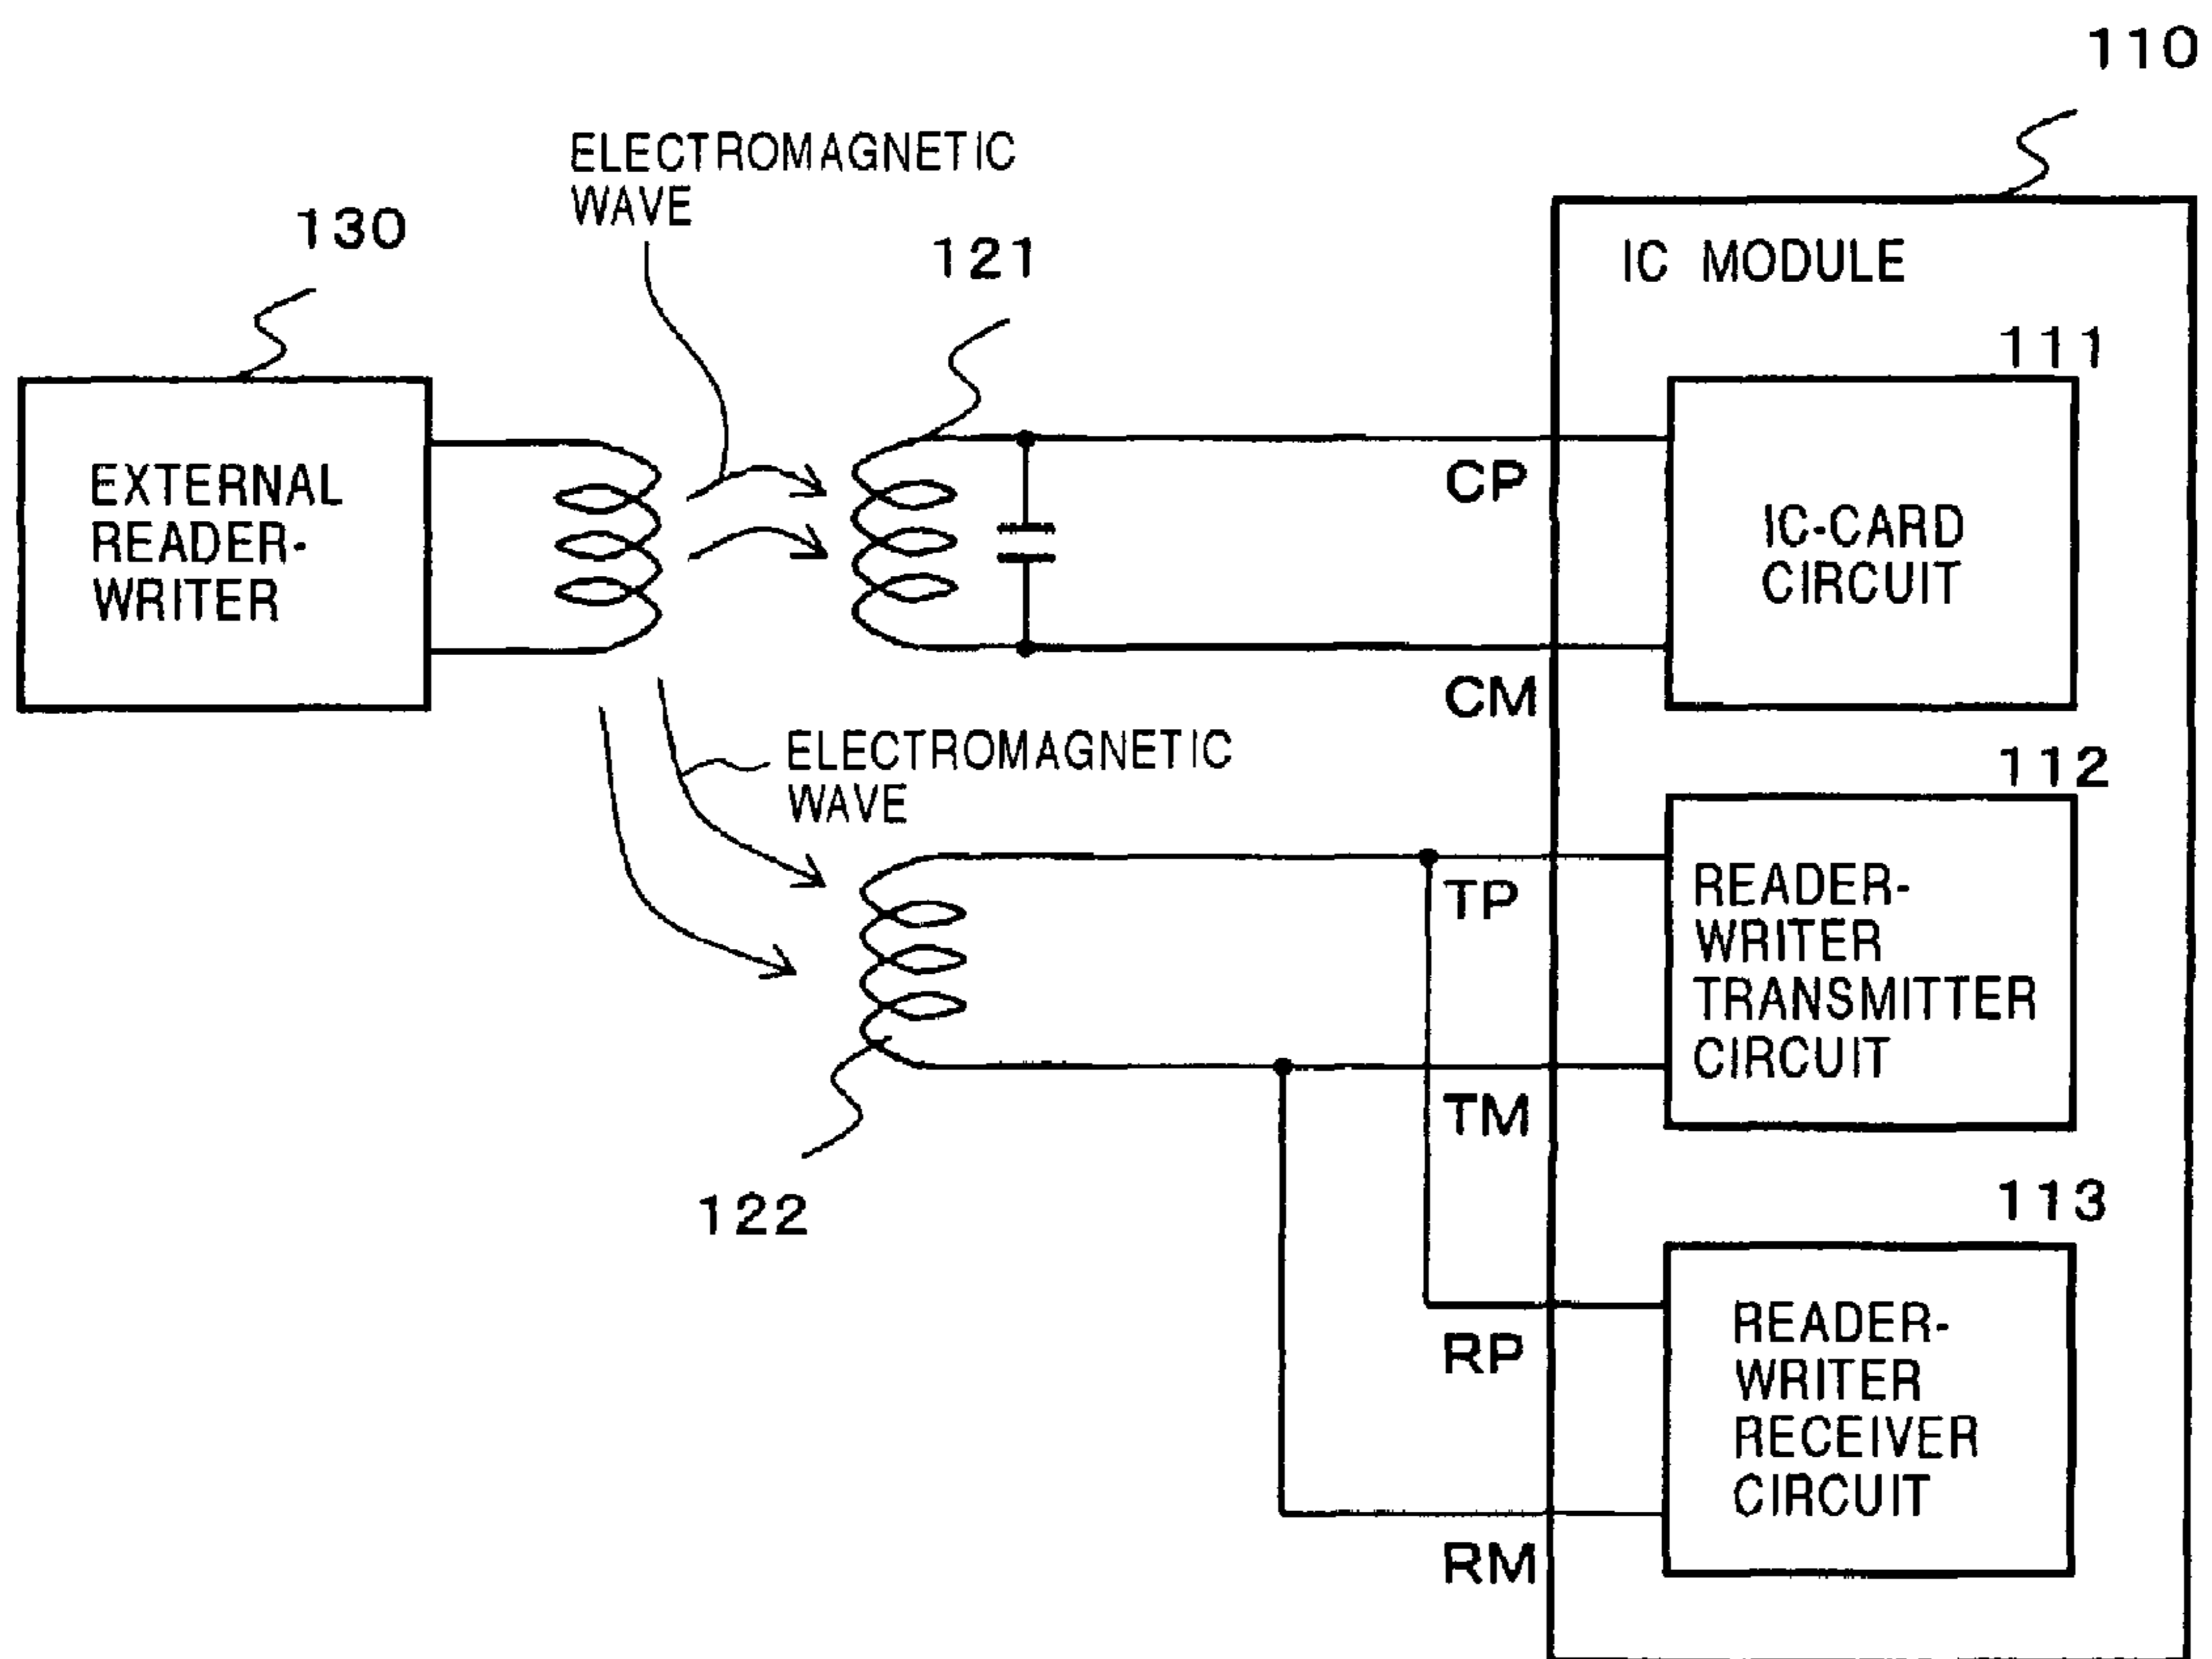 110
ELECTROMAGNETIC
WAVE
130
121
IC MODULE
111
EXTERNAL
READER-
WRITER
CP
IC-CARD
CIRCUIT
CM
ELECTROMAGNETIC
WAVE
112
TP
READER-
WRITER
TRANSMITTER
CIRCUIT
TM
122
113
RP
READER-
WRITER
RECEIVER
CIRCUIT
RM